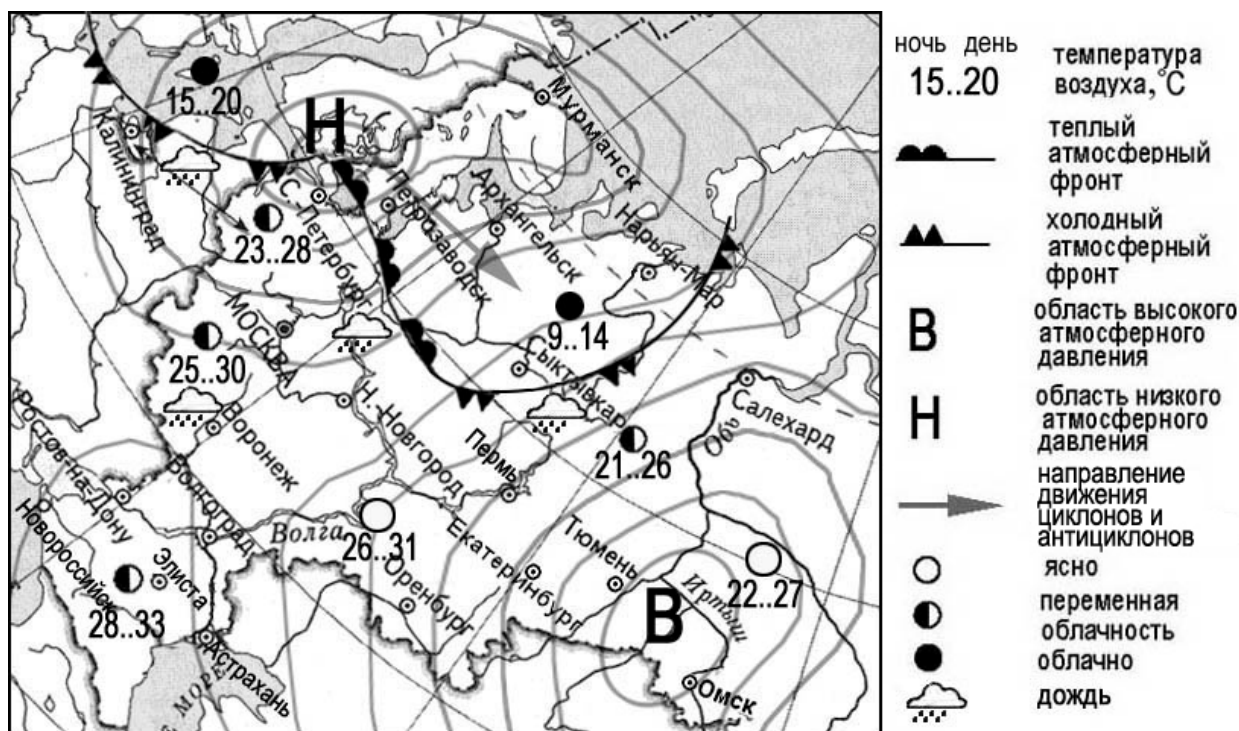 15..20
Н
Калининград
С.-Петербург
23..28
Мурманск
Петрозаводск
Архангельск
Нарьян-Мар
9..14
МОСКВА
25..30
Сыктывкар
Салехард
Обь
21..26
Воронеж
Н. Новгород
Пермь
Ростов-на-Дону
Волгоград
Волга
26..31
Екатеринбург
Тюмень
Иртыш
22..27
Новороссийск
Элиста
28..33
Оренбург
В
Астрахань
Омск
МОРЕ
ночь день
15..20
температура
воздуха, °C
теплый
атмосферный
фронт
холодный
атмосферный
фронт
В
область высокого
атмосферного
давления
Н
область низкого
атмосферного
давления
направление
движения
циклонов и
антициклонов
ясно
переменная
облачность
облачно
дождь